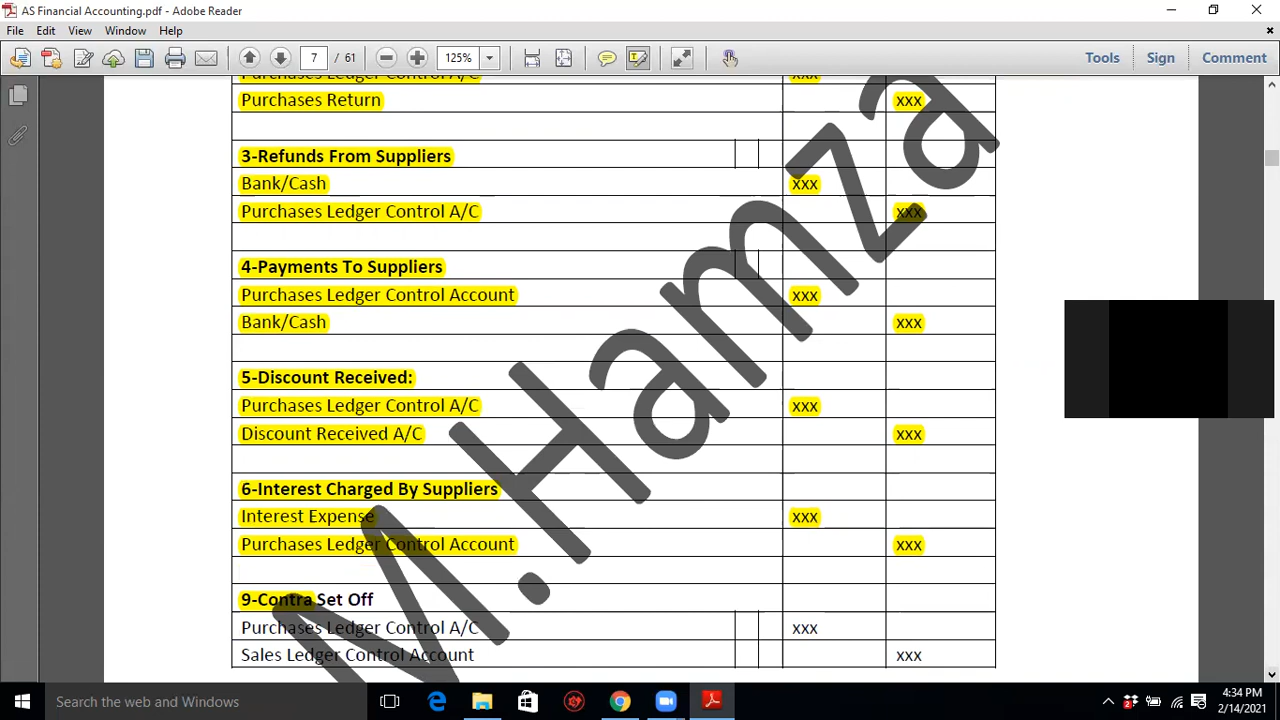 AS Financial Accounting.pdf - Adobe Reader
File Edit View Window Help
7 / 61 125% Tools Sign Comment
Purchases Ledger Control A/C xxx
Purchases Return xxx
3-Refunds From Suppliers
Bank/Cash xxx
Purchases Ledger Control A/C xxx
4-Payments To Suppliers
Purchases Ledger Control Account xxx
Bank/Cash xxx
5-Discount Received:
Purchases Ledger Control A/C xxx
Discount Received A/C xxx
6-Interest Charged By Suppliers
Interest Expense xxx
Purchases Ledger Control Account xxx
9-Contra Set Off
Purchases Ledger Control A/C xxx
Sales Ledger Control Account xxx
M.Hamza
Search the web and Windows
4:34 PM
2/14/2021